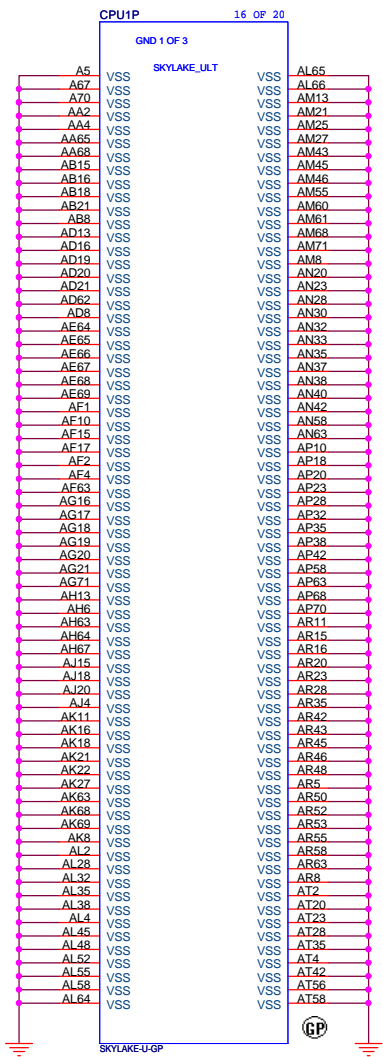 CPU1P 16 OF 20
GND 1 OF 3
SKYLAKE_ULT
A5 VSS VSS AL65
A67 VSS VSS AL66
A70 VSS VSS AM13
AA2 VSS VSS AM21
AA4 VSS VSS AM25
AA65 VSS VSS AM27
AA68 VSS VSS AM43
AB15 VSS VSS AM45
AB16 VSS VSS AM46
AB18 VSS VSS AM55
AB21 VSS VSS AM60
AB8 VSS VSS AM61
AD13 VSS VSS AM68
AD16 VSS VSS AM71
AD19 VSS VSS AM8
AD20 VSS VSS AN20
AD21 VSS VSS AN23
AD62 VSS VSS AN28
AD8 VSS VSS AN30
AE64 VSS VSS AN32
AE65 VSS VSS AN33
AE66 VSS VSS AN35
AE67 VSS VSS AN37
AE68 VSS VSS AN38
AE69 VSS VSS AN40
AF1 VSS VSS AN42
AF10 VSS VSS AN58
AF15 VSS VSS AN63
AF17 VSS VSS AP10
AF2 VSS VSS AP18
AF4 VSS VSS AP20
AF63 VSS VSS AP23
AG16 VSS VSS AP28
AG17 VSS VSS AP32
AG18 VSS VSS AP35
AG19 VSS VSS AP38
AG20 VSS VSS AP42
AG21 VSS VSS AP58
AG71 VSS VSS AP63
AH13 VSS VSS AP68
AH6 VSS VSS AP70
AH63 VSS VSS AR11
AH64 VSS VSS AR15
AH67 VSS VSS AR16
AJ15 VSS VSS AR20
AJ18 VSS VSS AR23
AJ20 VSS VSS AR28
AJ4 VSS VSS AR35
AK11 VSS VSS AR42
AK16 VSS VSS AR43
AK18 VSS VSS AR45
AK21 VSS VSS AR46
AK22 VSS VSS AR48
AK27 VSS VSS AR5
AK63 VSS VSS AR50
AK68 VSS VSS AR52
AK69 VSS VSS AR53
AK8 VSS VSS AR55
AL2 VSS VSS AR58
AL28 VSS VSS AR63
AL32 VSS VSS AR8
AL35 VSS VSS AT2
AL38 VSS VSS AT20
AL4 VSS VSS AT23
AL45 VSS VSS AT28
AL48 VSS VSS AT35
AL52 VSS VSS AT4
AL55 VSS VSS AT42
AL58 VSS VSS AT56
AL64 VSS VSS AT58
GP
SKYLAKE-U-GP